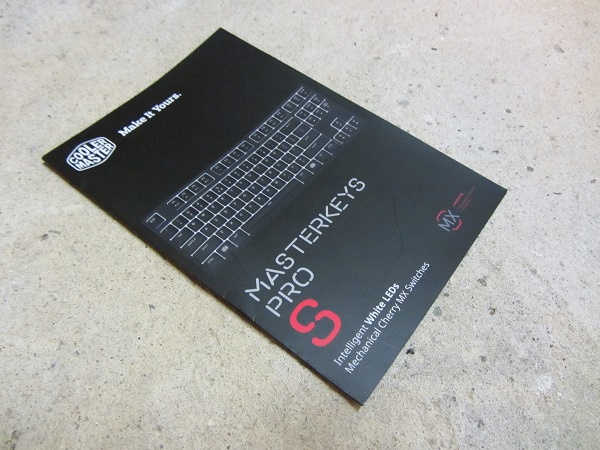 COOLER
MASTER
Make It Yours.
MASTERKEYS
PRO
S
MX
Intelligent White LEDs
Mechanical Cherry MX Switches